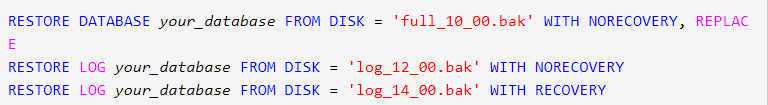 RESTORE DATABASE your_database FROM DISK = 'full_10_00.bak' WITH NORECOVERY, REPLAC
E
RESTORE LOG your_database FROM DISK = 'log_12_00.bak' WITH NORECOVERY
RESTORE LOG your_database FROM DISK = 'log_14_00.bak' WITH RECOVERY